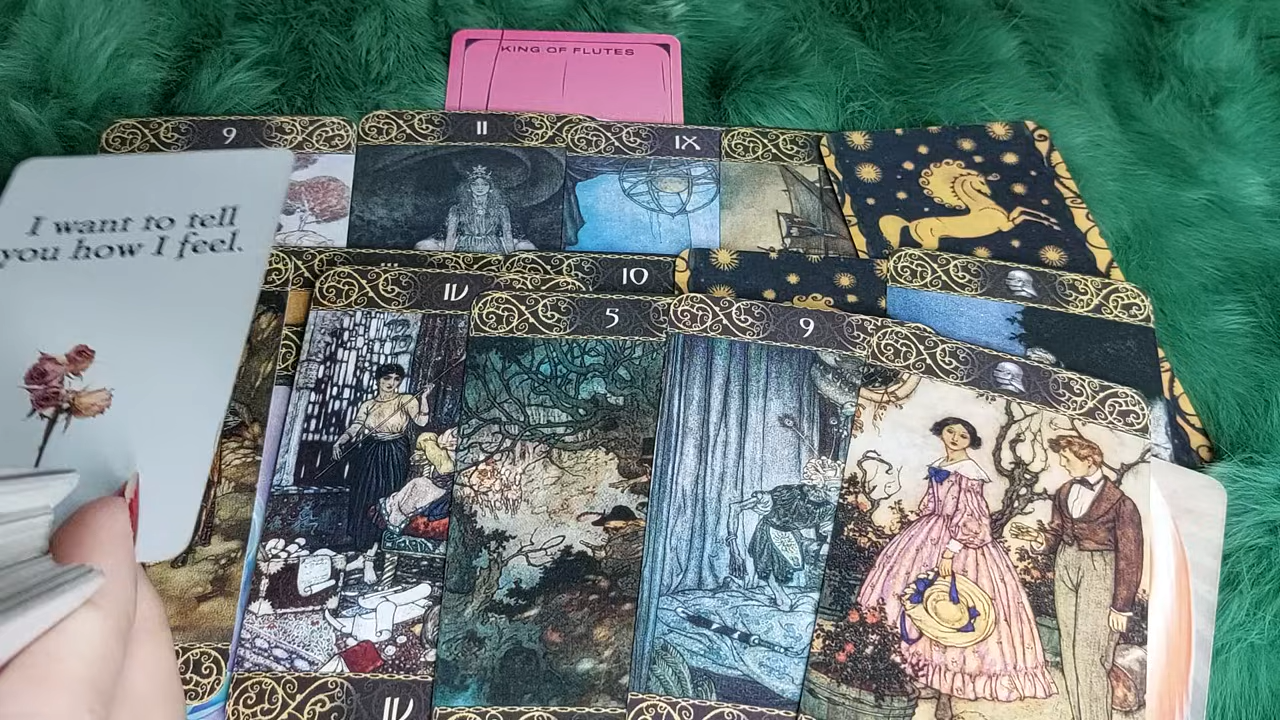 KING OF FLUTES
9
II
IX
I want to tell
you how I feel.
10
IV
5
9
IV